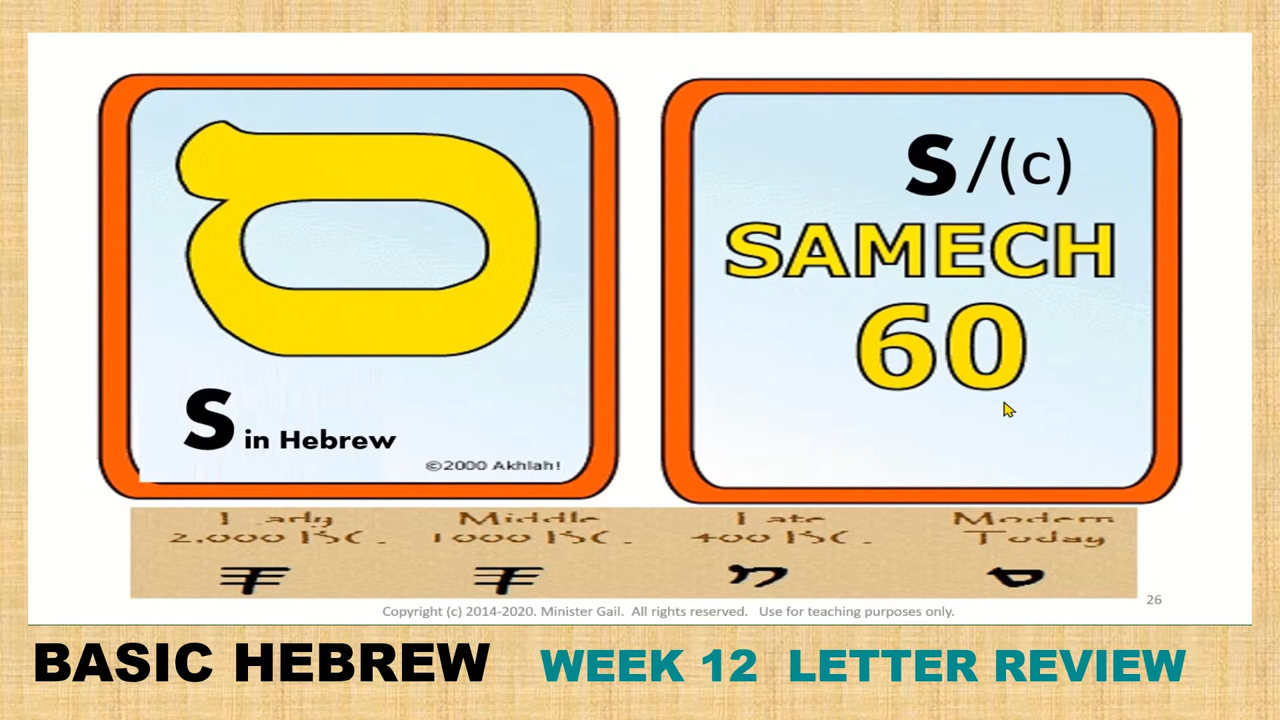 ס
S in Hebrew
©2000 Akhlah!
S/(c)
SAMECH
60
Early Middle Late Modern
2,000 BC. 1000 BC. 400 BC. Today
26
Copyright (c) 2014-2020. Minister Gail. All rights reserved. Use for teaching purposes only.
BASIC HEBREW WEEK 12 LETTER REVIEW